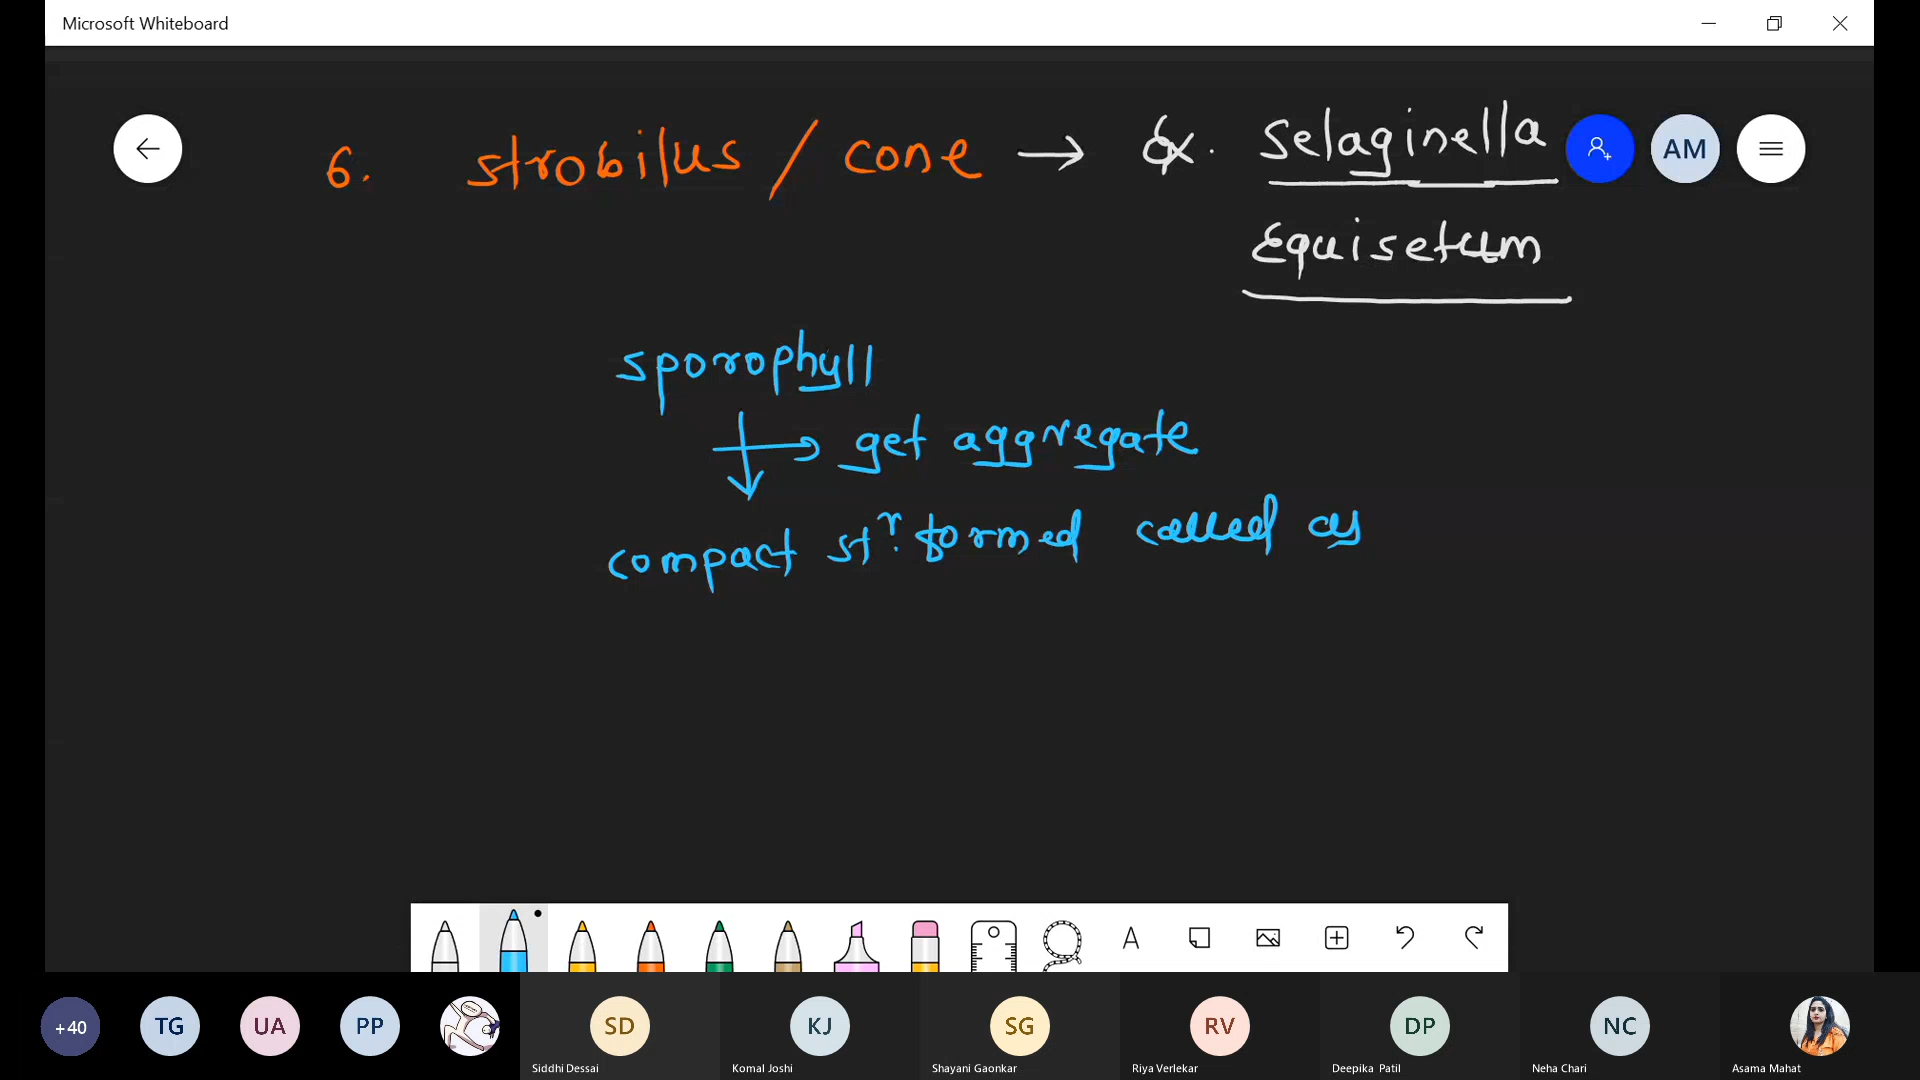 Microsoft Whiteboard
6. strobilus / cone → Ex. Selaginella
AM
Equisetum
sporophyll
→ get aggregate
compact str. formed called as
+40 TG UA PP SD KJ SG RV DP NC
Siddhi Dessai Komal Joshi Shayani Gaonkar Riya Verlekar Deepika Patil Neha Chari Asama Mahat